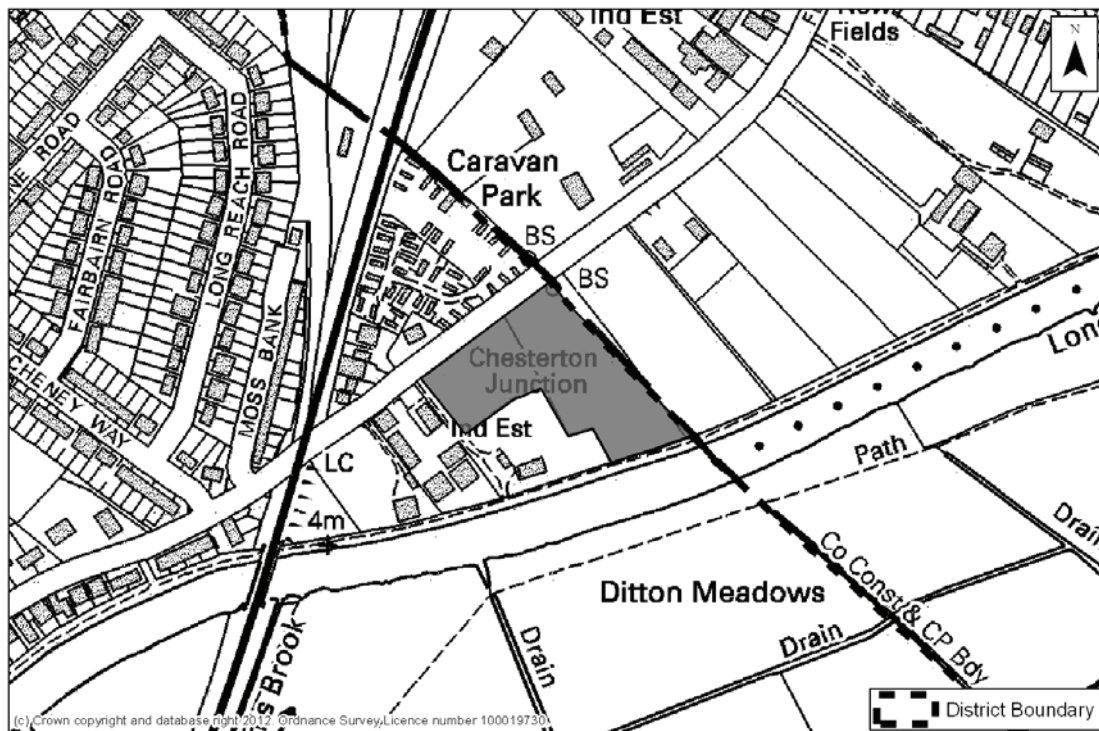 Ind Est
Fields
N
NE ROAD
FAIRBARN ROAD
LONG REACH ROAD
MOSS BANK
CHENEY WAY
Caravan
Park
BS
BS
Chesterton
Junction
Ind Est
LC
4m
Path
Ditton Meadows
Drain
Drain
Drain
Co Const & CP Bdy
Brook
(c) Crown copyright and database right 2012. Ordnance Survey Licence number 100019730
District Boundary